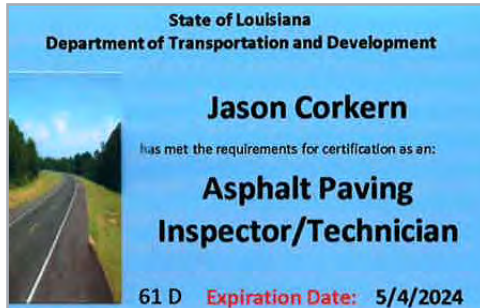 State of Louisiana
Department of Transportation and Development
Jason Corkern
has met the requirements for certification as an:
Asphalt Paving
Inspector/Technician
61 D Expiration Date: 5/4/2024